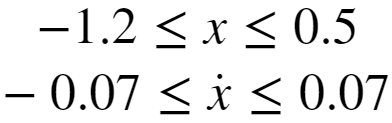 −1.2 ≤ x ≤ 0.5
− 0.07 ≤ ẋ ≤ 0.07